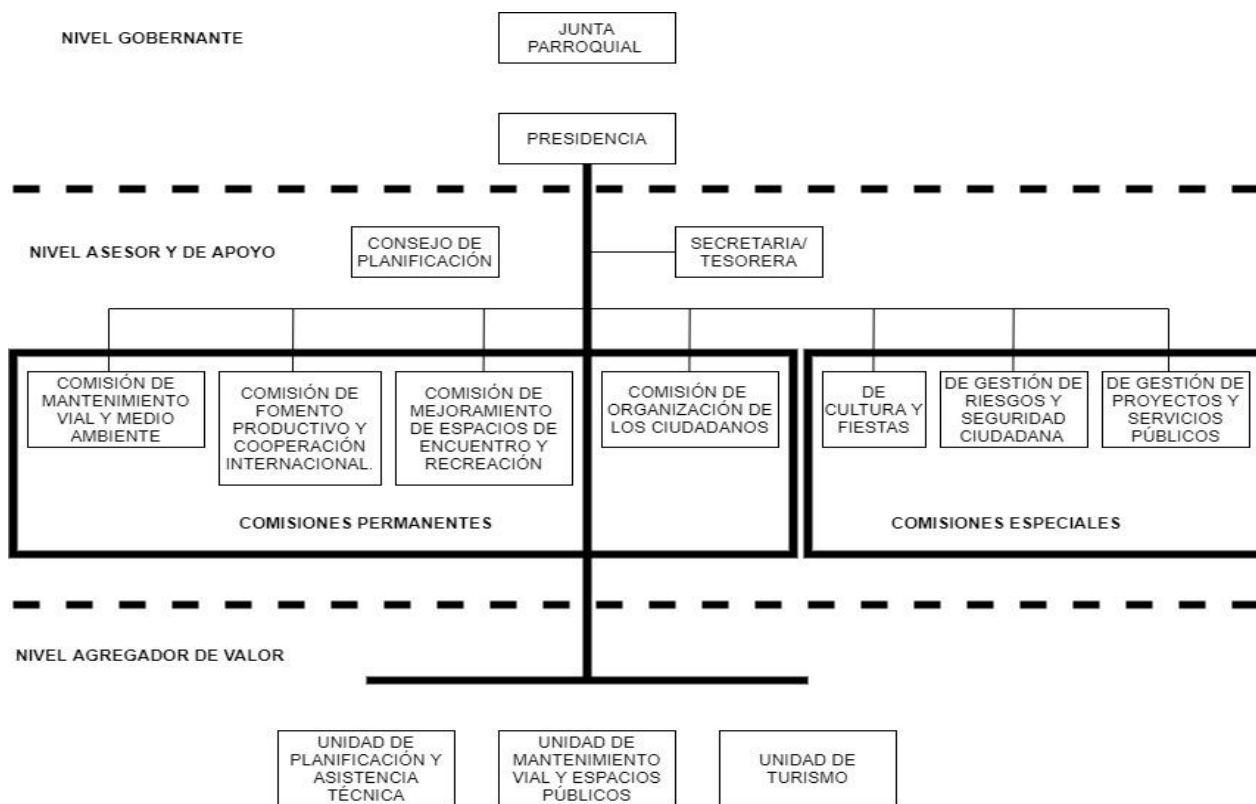 NIVEL GOBERNANTE
JUNTA
PARROQUIAL
PRESIDENCIA
NIVEL ASESOR Y DE APOYO
CONSEJO DE
PLANIFICACIÓN
SECRETARIA/
TESORERA
COMISIÓN DE
MANTENIMIENTO
VIAL Y MEDIO
AMBIENTE
COMISIÓN DE
FOMENTO
PRODUCTIVO Y
COOPERACIÓN
INTERNACIONAL.
COMISIÓN DE
MEJORAMIENTO
DE ESPACIOS DE
ENCUENTRO Y
RECREACIÓN
COMISIÓN DE
ORGANIZACIÓN DE
LOS CIUDADANOS
DE
CULTURA Y
FIESTAS
DE GESTIÓN DE
RIESGOS Y
SEGURIDAD
CIUDADANA
DE GESTIÓN DE
PROYECTOS Y
SERVICIOS
PÚBLICOS
COMISIONES PERMANENTES
COMISIONES ESPECIALES
NIVEL AGREGADOR DE VALOR
UNIDAD DE
PLANIFICACIÓN Y
ASISTENCIA
TÉCNICA
UNIDAD DE
MANTENIMIENTO
VIAL Y ESPACIOS
PÚBLICOS
UNIDAD DE
TURISMO